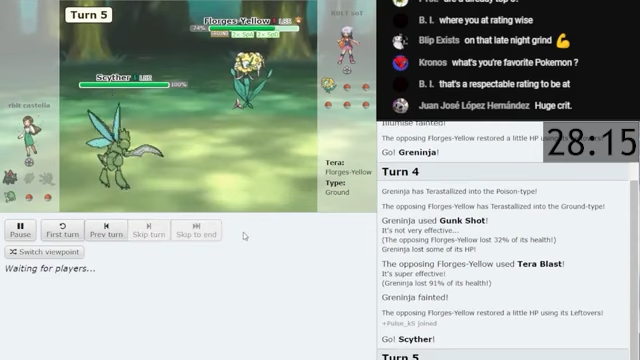 Turn 5
Florges-Yellow
74%
Scyther
100%
Tera:
Florges-Yellow
Type:
Ground
Pause
First turn
Prev turn
Skip turn
Skip to end
Switch viewpoint
Waiting for players...
B. I. where you at rating wise
Blip Exists on that late night grind 💪
Kronos what's you're favorite Pokemon ?
B. I. that's a respectable rating to be at
Juan José López Hernández Huge crit.
28:15
The opposing Florges-Yellow restored a little HP using
Go! Greninja!
Turn 4
Greninja has Terastallized into the Poison-type!
The opposing Florges-Yellow has Terastallized into the Ground-type!
Greninja used Gunk Shot!
It's not very effective...
(The opposing Florges-Yellow lost 32% of its health!)
Greninja lost some of its HP!
The opposing Florges-Yellow used Tera Blast!
It's super effective!
(Greninja lost 91% of its health!)
Greninja fainted!
The opposing Florges-Yellow restored a little HP using its Leftovers!
+Pulse_kS joined
Go! Scyther!
Turn 5